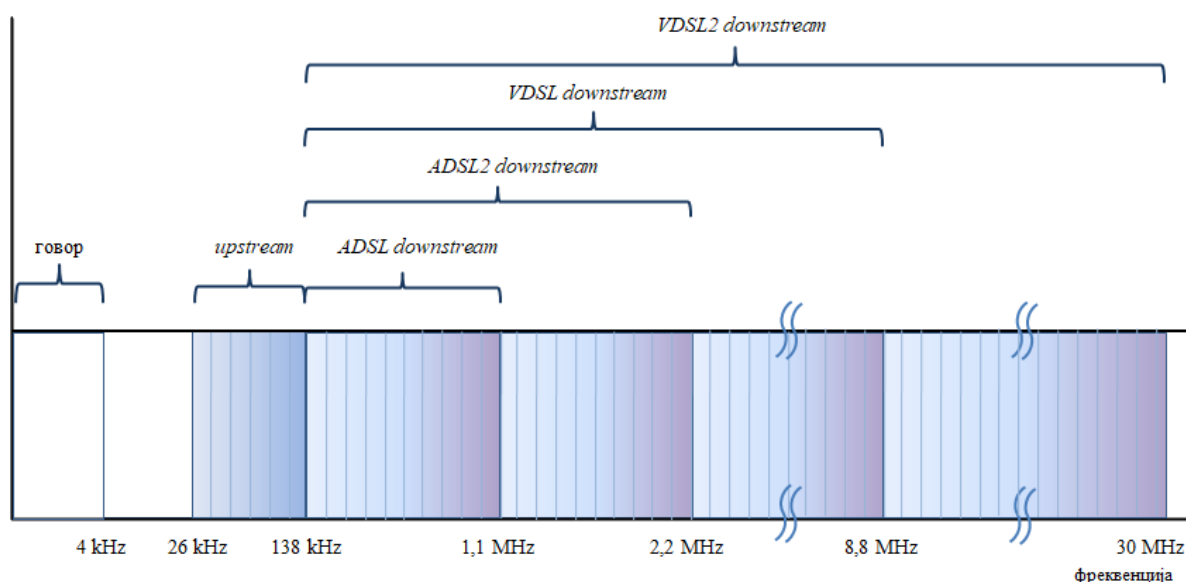 VDSL2 downstream
VDSL downstream
ADSL2 downstream
говор
upstream
ADSL downstream
4 kHz
26 kHz
138 kHz
1,1 MHz
2,2 MHz
8,8 MHz
30 MHz
фреквенција